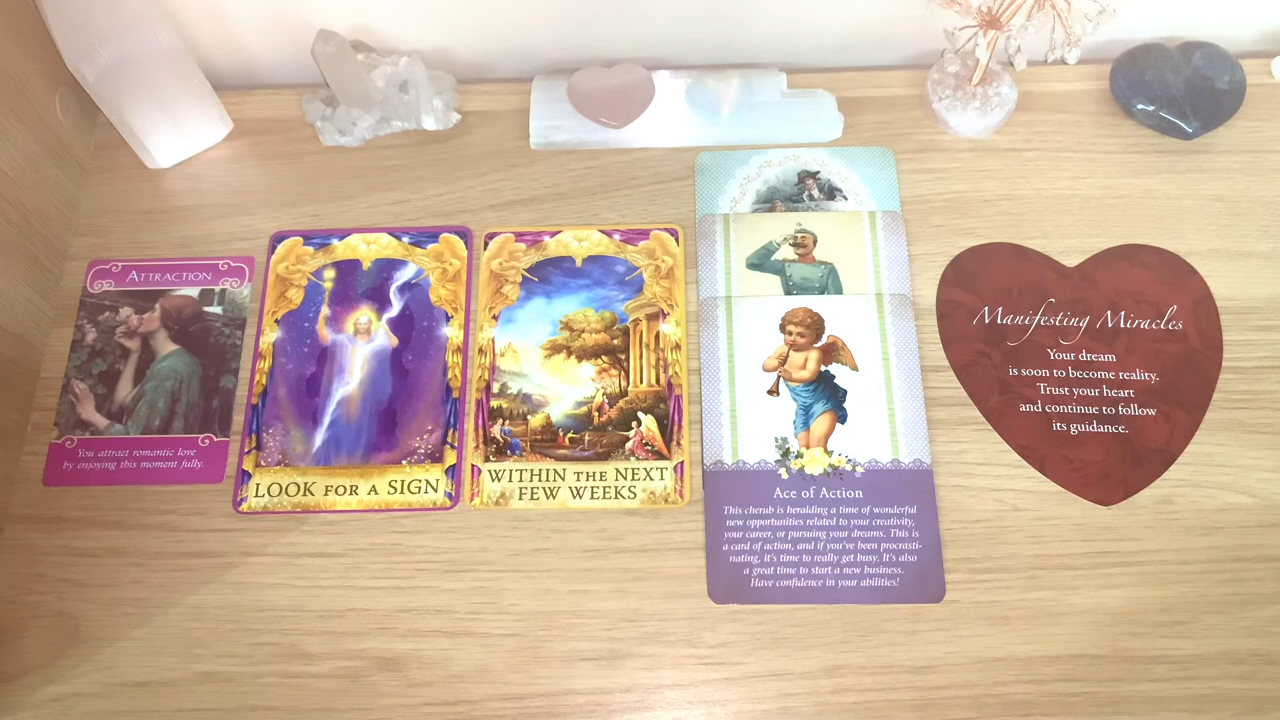 ATTRACTION
You attract romantic love
by enjoying this moment fully.
LOOK FOR A SIGN
WITHIN THE NEXT
FEW WEEKS
Ace of Action
This cherub is heralding a time of wonderful
new opportunities related to your creativity,
your career, or pursuing your dreams. This is
a card of action, and if you've been procrasti-
nating, it's time to really get busy. It's also
a great time to start a new business.
Have confidence in your abilities!
Manifesting Miracles
Your dream
is soon to become reality.
Trust your heart
and continue to follow
its guidance.